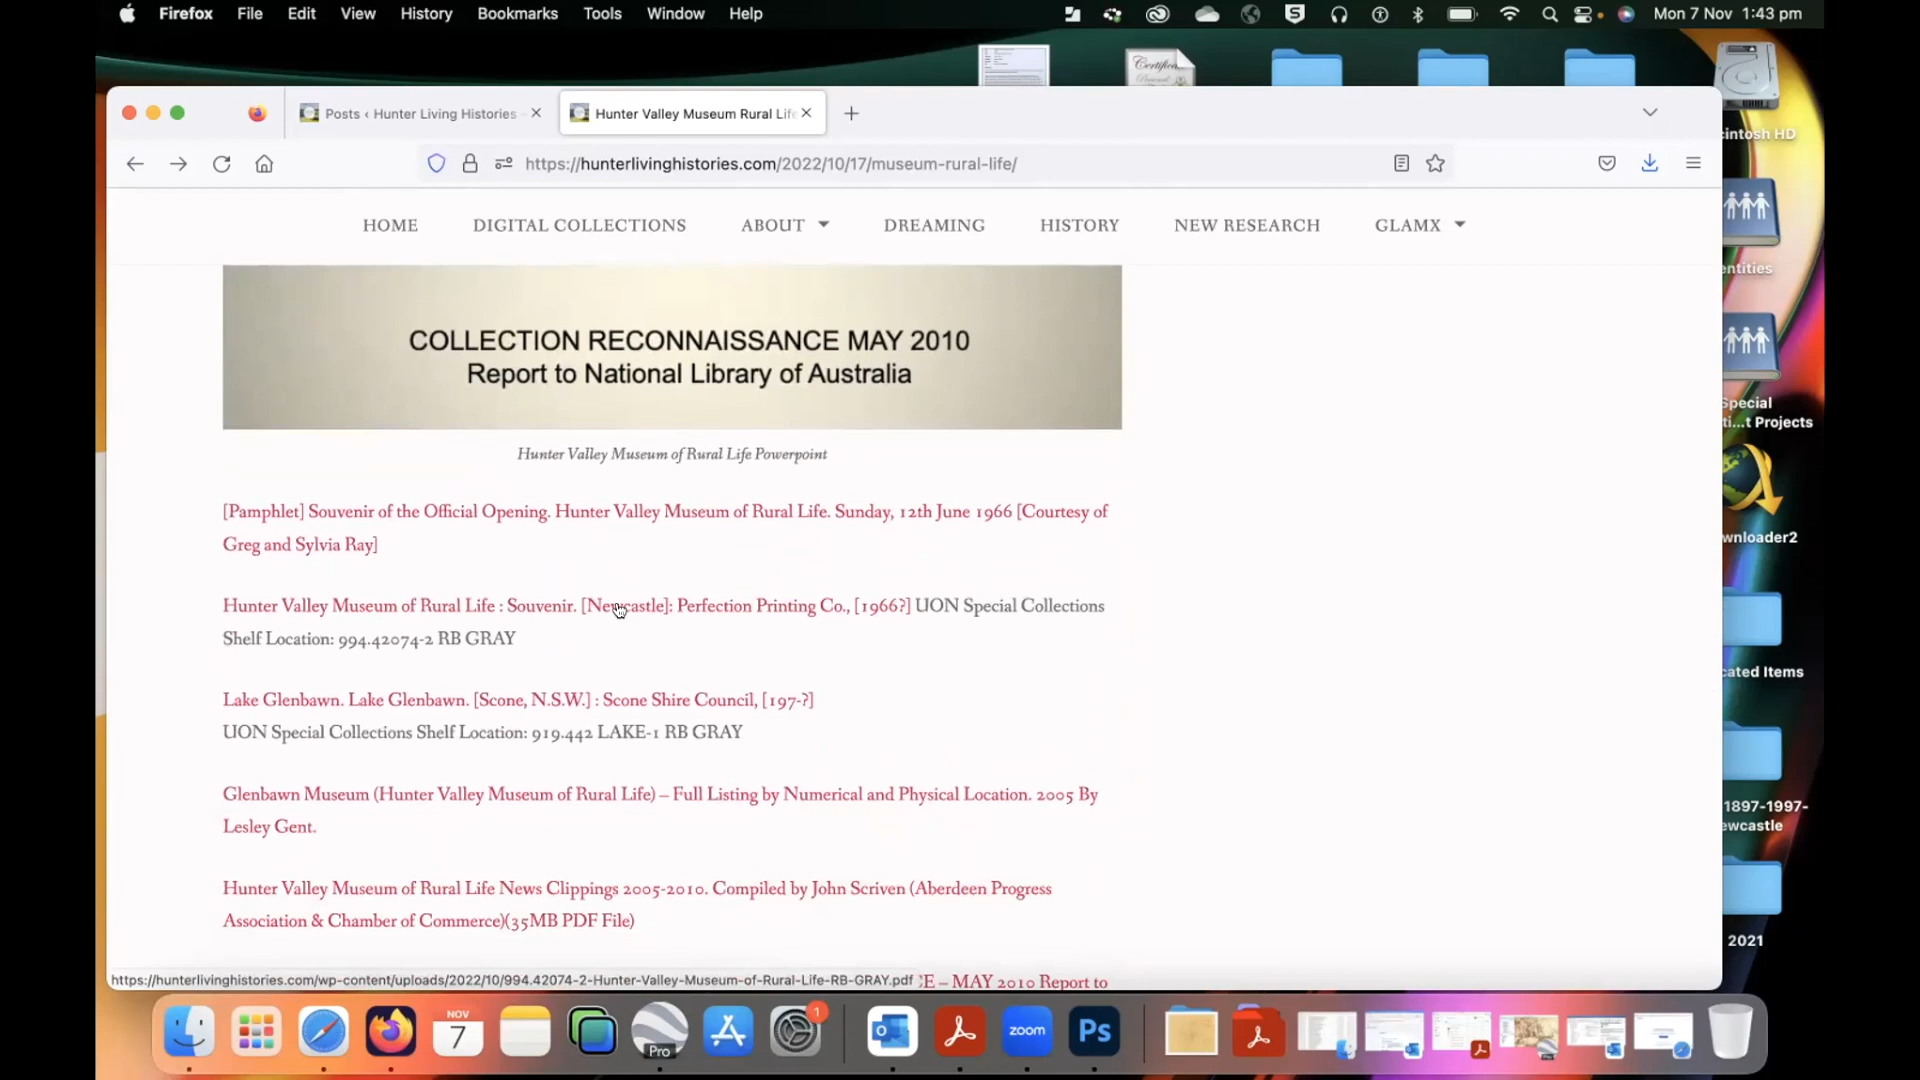 Firefox File Edit View History Bookmarks Tools Window Help
Mon 7 Nov 1:43 pm
Posts ‹ Hunter Living Histories
Hunter Valley Museum Rural Life
https://hunterlivinghistories.com/2022/10/17/museum-rural-life/
HOME DIGITAL COLLECTIONS ABOUT DREAMING HISTORY NEW RESEARCH GLAMX
COLLECTION RECONNAISSANCE MAY 2010
Report to National Library of Australia
Hunter Valley Museum of Rural Life Powerpoint
[Pamphlet] Souvenir of the Official Opening. Hunter Valley Museum of Rural Life. Sunday, 12th June 1966 [Courtesy of
Greg and Sylvia Ray]
Hunter Valley Museum of Rural Life : Souvenir. [Newcastle]: Perfection Printing Co., [1966?] UON Special Collections
Shelf Location: 994.42074-2 RB GRAY
Lake Glenbawn. Lake Glenbawn. [Scone, N.S.W.] : Scone Shire Council, [197-?]
UON Special Collections Shelf Location: 919.442 LAKE-1 RB GRAY
Glenbawn Museum (Hunter Valley Museum of Rural Life) – Full Listing by Numerical and Physical Location. 2005 By
Lesley Gent.
Hunter Valley Museum of Rural Life News Clippings 2005-2010. Compiled by John Scriven (Aberdeen Progress
Association & Chamber of Commerce)(35MB PDF File)
https://hunterlivinghistories.com/wp-content/uploads/2022/10/994.42074-2-Hunter-Valley-Museum-of-Rural-Life-RB-GRAY.pdf
E – MAY 2010 Report to
cintosh HD
entities
Special
ti...t Projects
wnloader2
cated Items
1897-1997-
ewcastle
2021
NOV
7
Pro
1
zoom
Ps